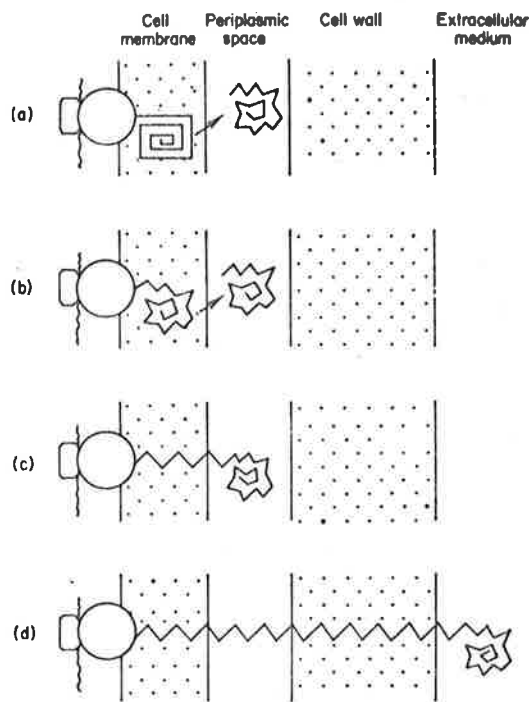 Cell membrane
Periplasmic space
Cell wall
Extracellular medium
(a)
(b)
(c)
(d)